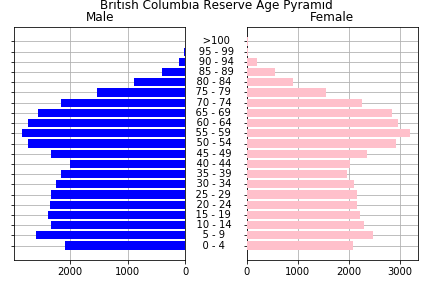 British Columbia Reserve Age Pyramid
Male Female
>100
95 - 99
90 - 94
85 - 89
80 - 84
75 - 79
70 - 74
65 - 69
60 - 64
55 - 59
50 - 54
45 - 49
40 - 44
35 - 39
30 - 34
25 - 29
20 - 24
15 - 19
10 - 14
5 - 9
0 - 4
2000 1000 0 0 1000 2000 3000